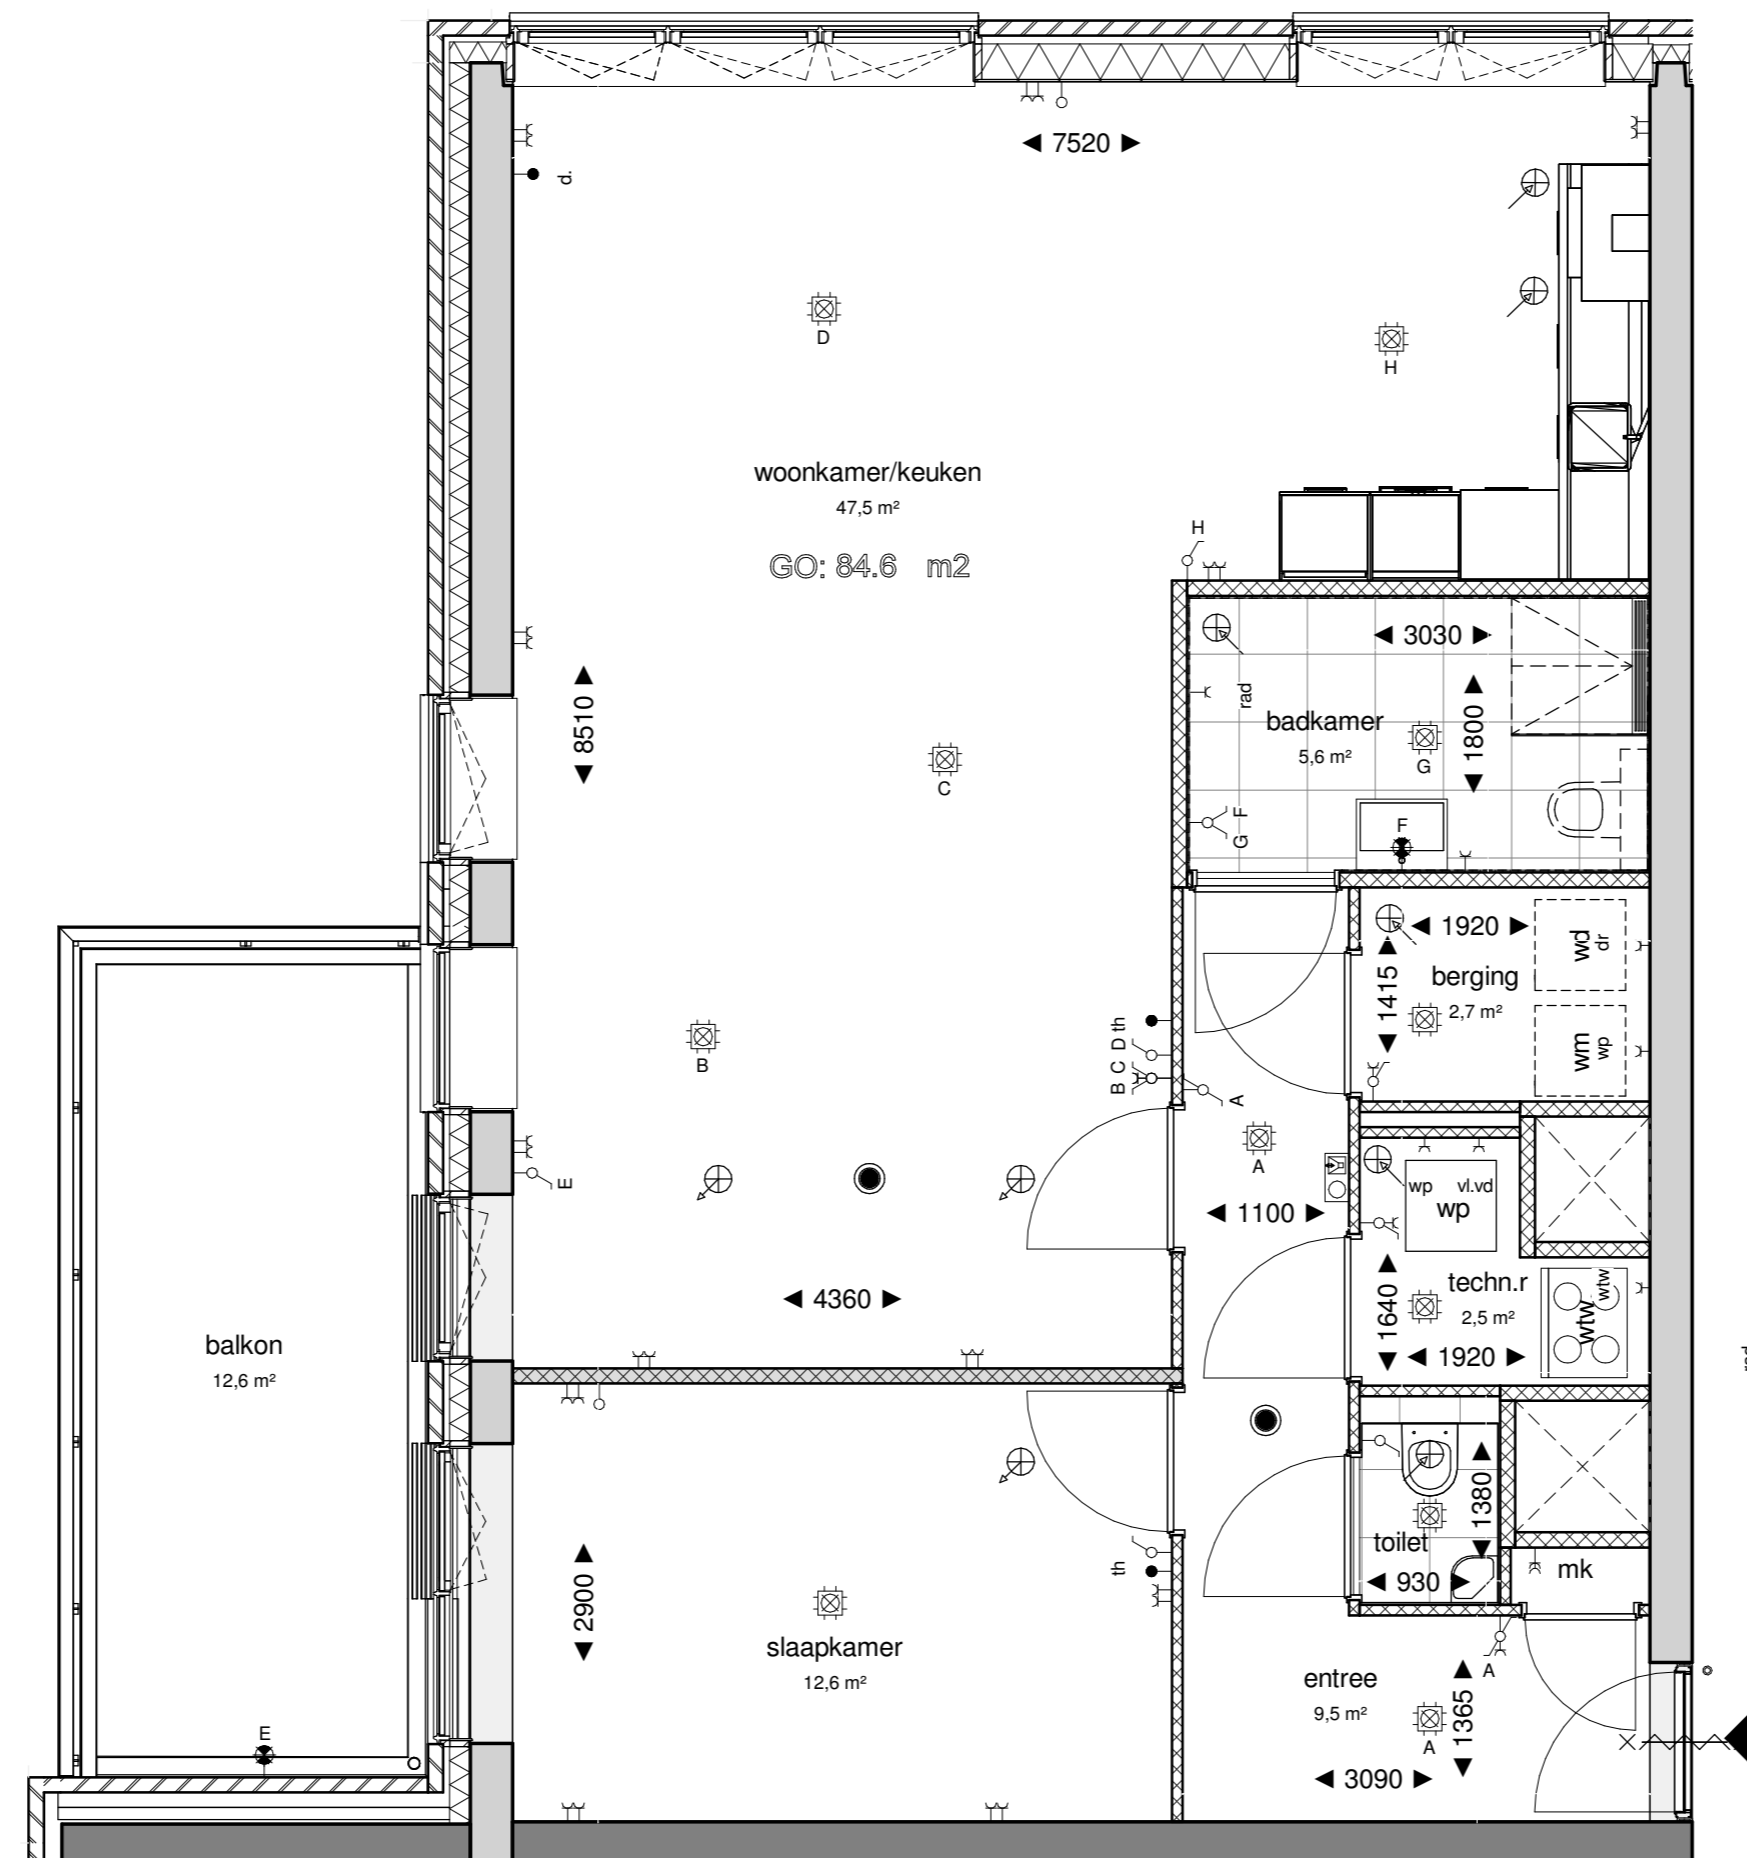 7520
d.
D
H
woonkamer/keuken
47,5 m²
GO: 84.6 m2
H
3030
rad
badkamer
5,6 m²
1800
G
8510
C
G F
F
1920
wd
dr
1415
berging
2,7 m²
wm
wp
B
B C D th
A
A
E
1100
wp
vl.vd
wp
4360
1640
techn.r
2,5 m²
wtw
wtw
1920
balkon
12,6 m²
1380
toilet
930
mk
th
2900
slaapkamer
12,6 m²
entree
9,5 m²
A
1365
A
3090
E